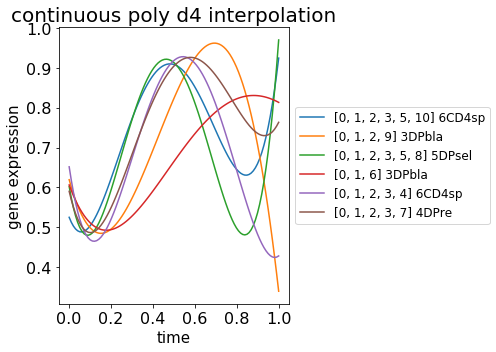 continuous poly d4 interpolation
gene expression
1.0
0.9
0.8
0.7
0.6
0.5
0.4
0.0 0.2 0.4 0.6 0.8 1.0
time
[0, 1, 2, 3, 5, 10] 6CD4sp
[0, 1, 2, 9] 3DPbla
[0, 1, 2, 3, 5, 8] 5DPsel
[0, 1, 6] 3DPbla
[0, 1, 2, 3, 4] 6CD4sp
[0, 1, 2, 3, 7] 4DPre